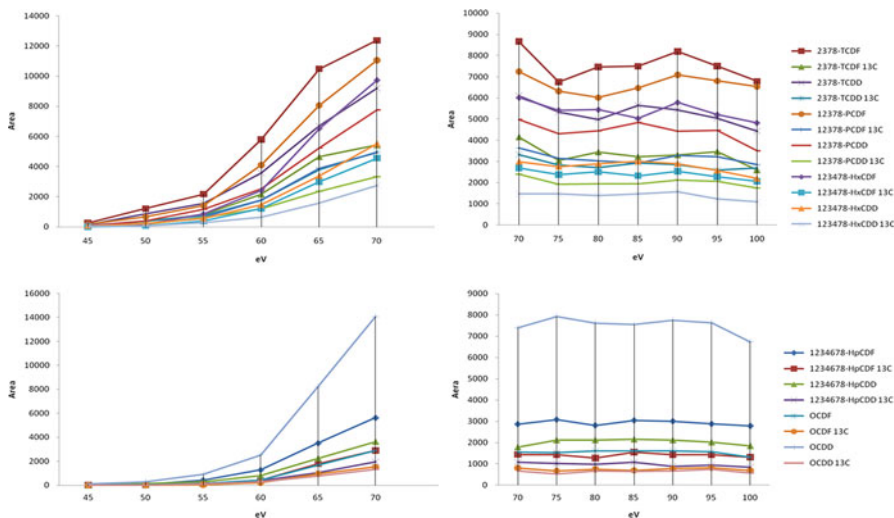 14000
12000
10000
8000
6000
4000
2000
0
Area
45 50 55 60 65 70
eV
10000
9000
8000
7000
6000
5000
4000
3000
2000
1000
0
Area
70 75 80 85 90 95 100
eV
2378-TCDF
2378-TCDF 13C
2378-TCDD
2378-TCDD 13C
12378-PCDF
12378-PCDF 13C
12378-PCDD
12378-PCDD 13C
123478-HxCDF
123478-HxCDF 13C
123478-HxCDD
123478-HxCDD 13C
16000
14000
12000
10000
8000
6000
4000
2000
0
Area
45 50 55 60 65 70
eV
9000
8000
7000
6000
5000
4000
3000
2000
1000
0
Aera
70 75 80 85 90 95 100
eV
1234678-HpCDF
1234678-HpCDF 13C
1234678-HpCDD
1234678-HpCDD 13C
OCDF
OCDF 13C
OCDD
OCDD 13C